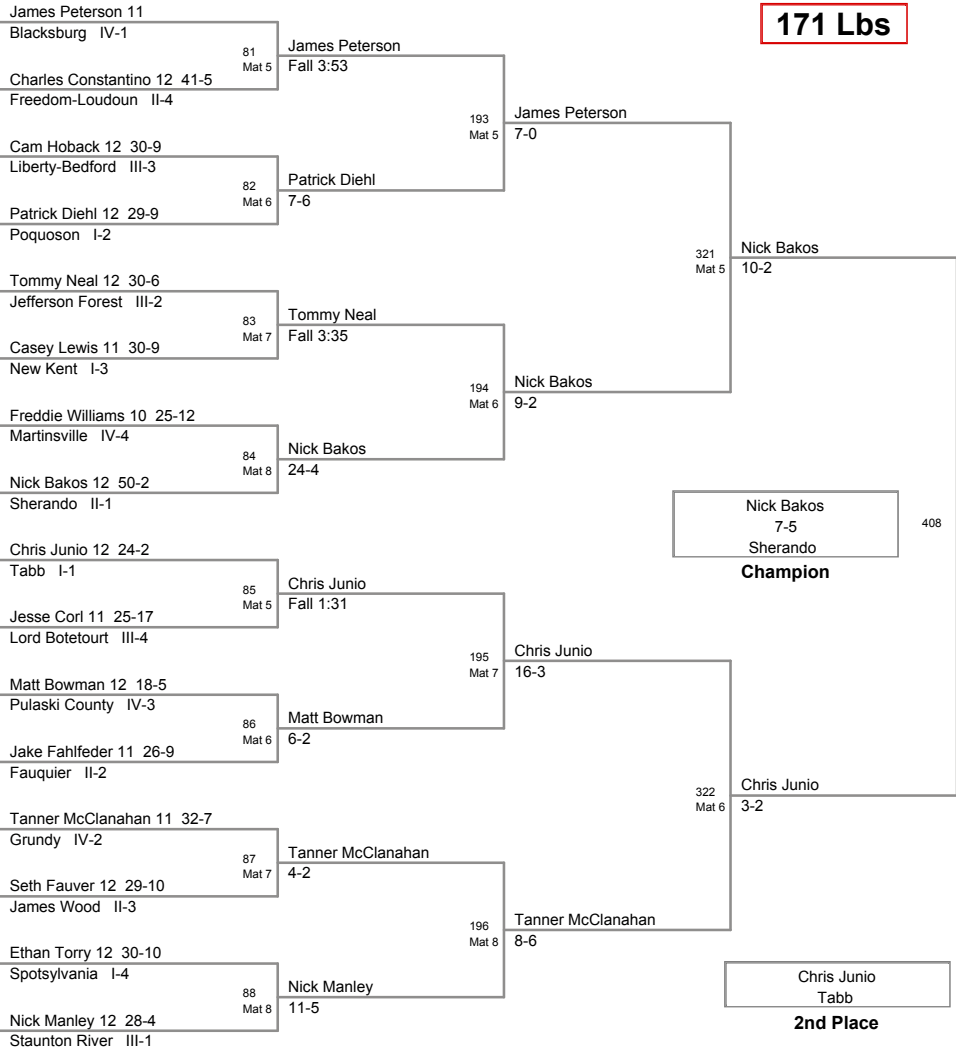 171 Lbs
James Peterson 11
Blacksburg IV-1
81
Mat 5
Charles Constantino 12 41-5
Freedom-Loudoun II-4
James Peterson
Fall 3:53
Cam Hoback 12 30-9
Liberty-Bedford III-3
82
Mat 6
Patrick Diehl 12 29-9
Poquoson I-2
Patrick Diehl
7-6
193
Mat 5
James Peterson
7-0
Tommy Neal 12 30-6
Jefferson Forest III-2
83
Mat 7
Casey Lewis 11 30-9
New Kent I-3
Tommy Neal
Fall 3:35
Freddie Williams 10 25-12
Martinsville IV-4
84
Mat 8
Nick Bakos 12 50-2
Sherando II-1
Nick Bakos
24-4
194
Mat 6
Nick Bakos
9-2
321
Mat 5
Nick Bakos
10-2
Chris Junio 12 24-2
Tabb I-1
85
Mat 5
Jesse Corl 11 25-17
Lord Botetourt III-4
Chris Junio
Fall 1:31
Matt Bowman 12 18-5
Pulaski County IV-3
86
Mat 6
Jake Fahlfeder 11 26-9
Fauquier II-2
Matt Bowman
6-2
195
Mat 7
Chris Junio
16-3
Tanner McClanahan 11 32-7
Grundy IV-2
87
Mat 7
Seth Fauver 12 29-10
James Wood II-3
Tanner McClanahan
4-2
Ethan Torry 12 30-10
Spotsylvania I-4
88
Mat 8
Nick Manley 12 28-4
Staunton River III-1
Nick Manley
11-5
196
Mat 8
Tanner McClanahan
8-6
322
Mat 6
Chris Junio
3-2
Nick Bakos
7-5
Sherando
408
Champion
Chris Junio
Tabb
2nd Place